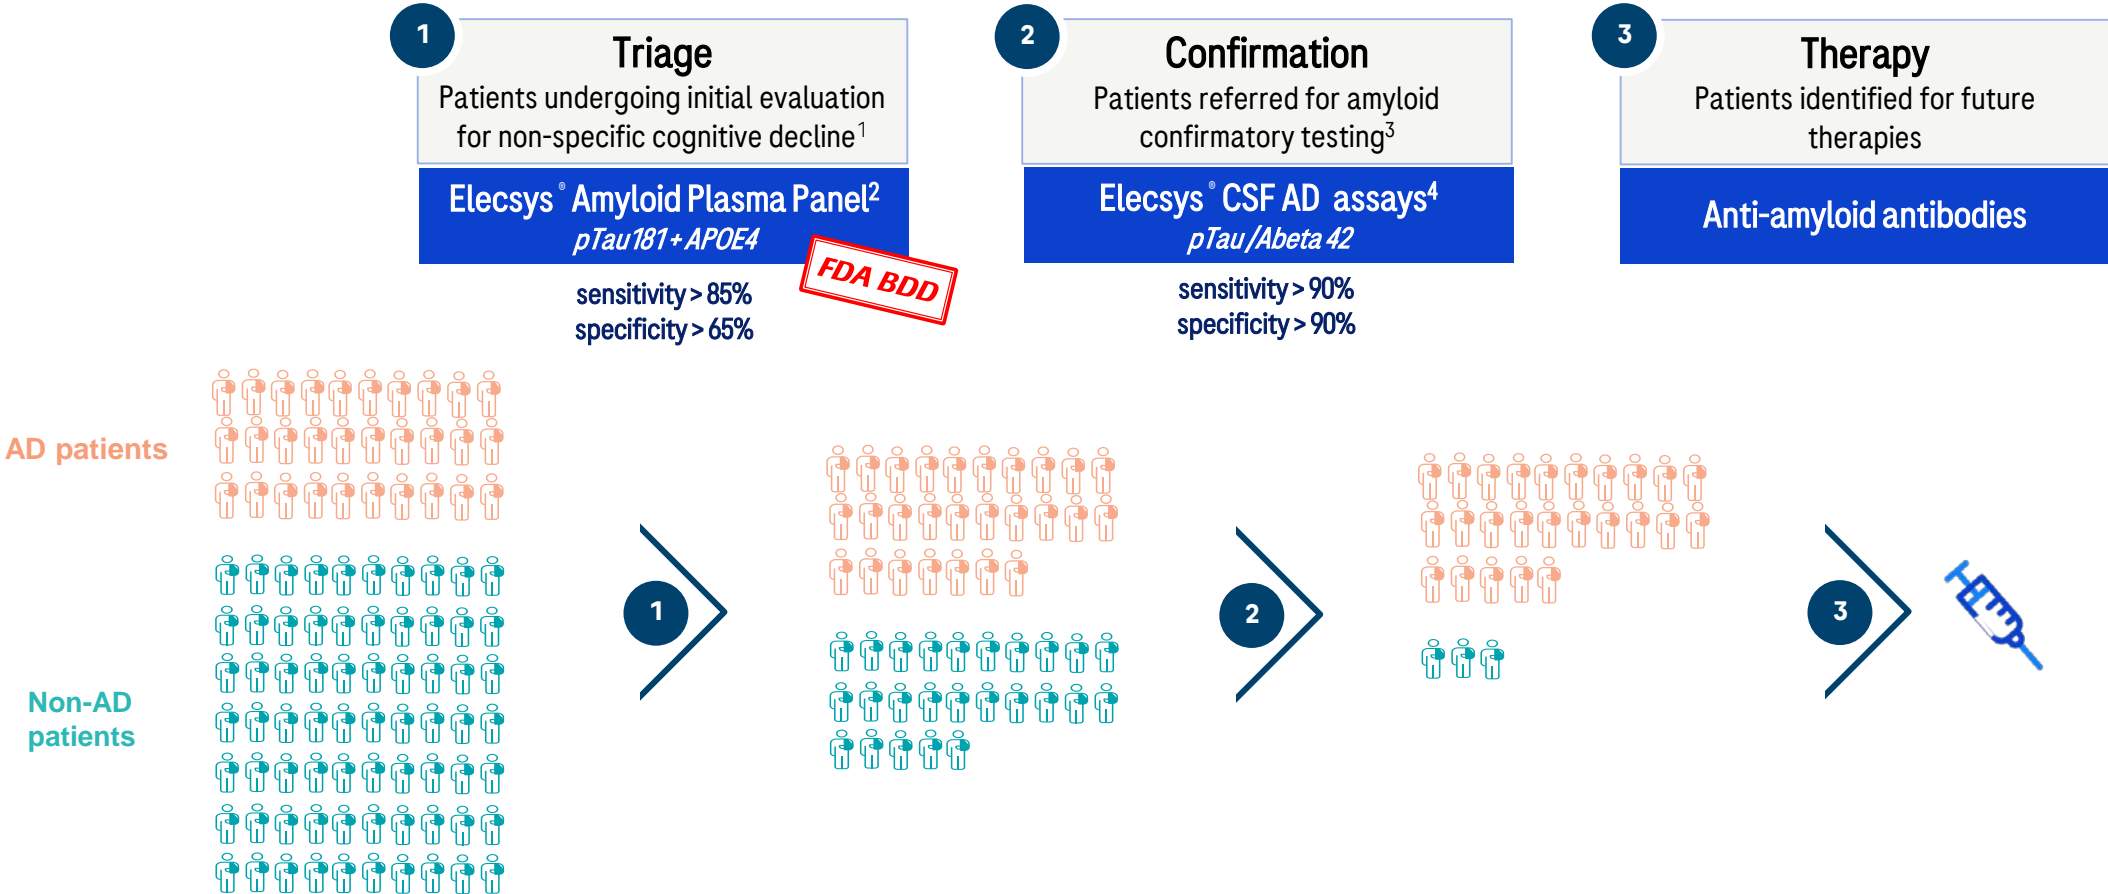 1
Triage
Patients undergoing initial evaluation
for non-specific cognitive decline1
Elecsys® Amyloid Plasma Panel2
pTau181 + APOE4
FDA BDD
sensitivity > 85%
specificity > 65%
2
Confirmation
Patients referred for amyloid
confirmatory testing3
Elecsys® CSF AD assays4
pTau /Abeta 42
sensitivity > 90%
specificity > 90%
3
Therapy
Patients identified for future
therapies
Anti-amyloid antibodies
AD patients
Non-AD
patients
1
2
3